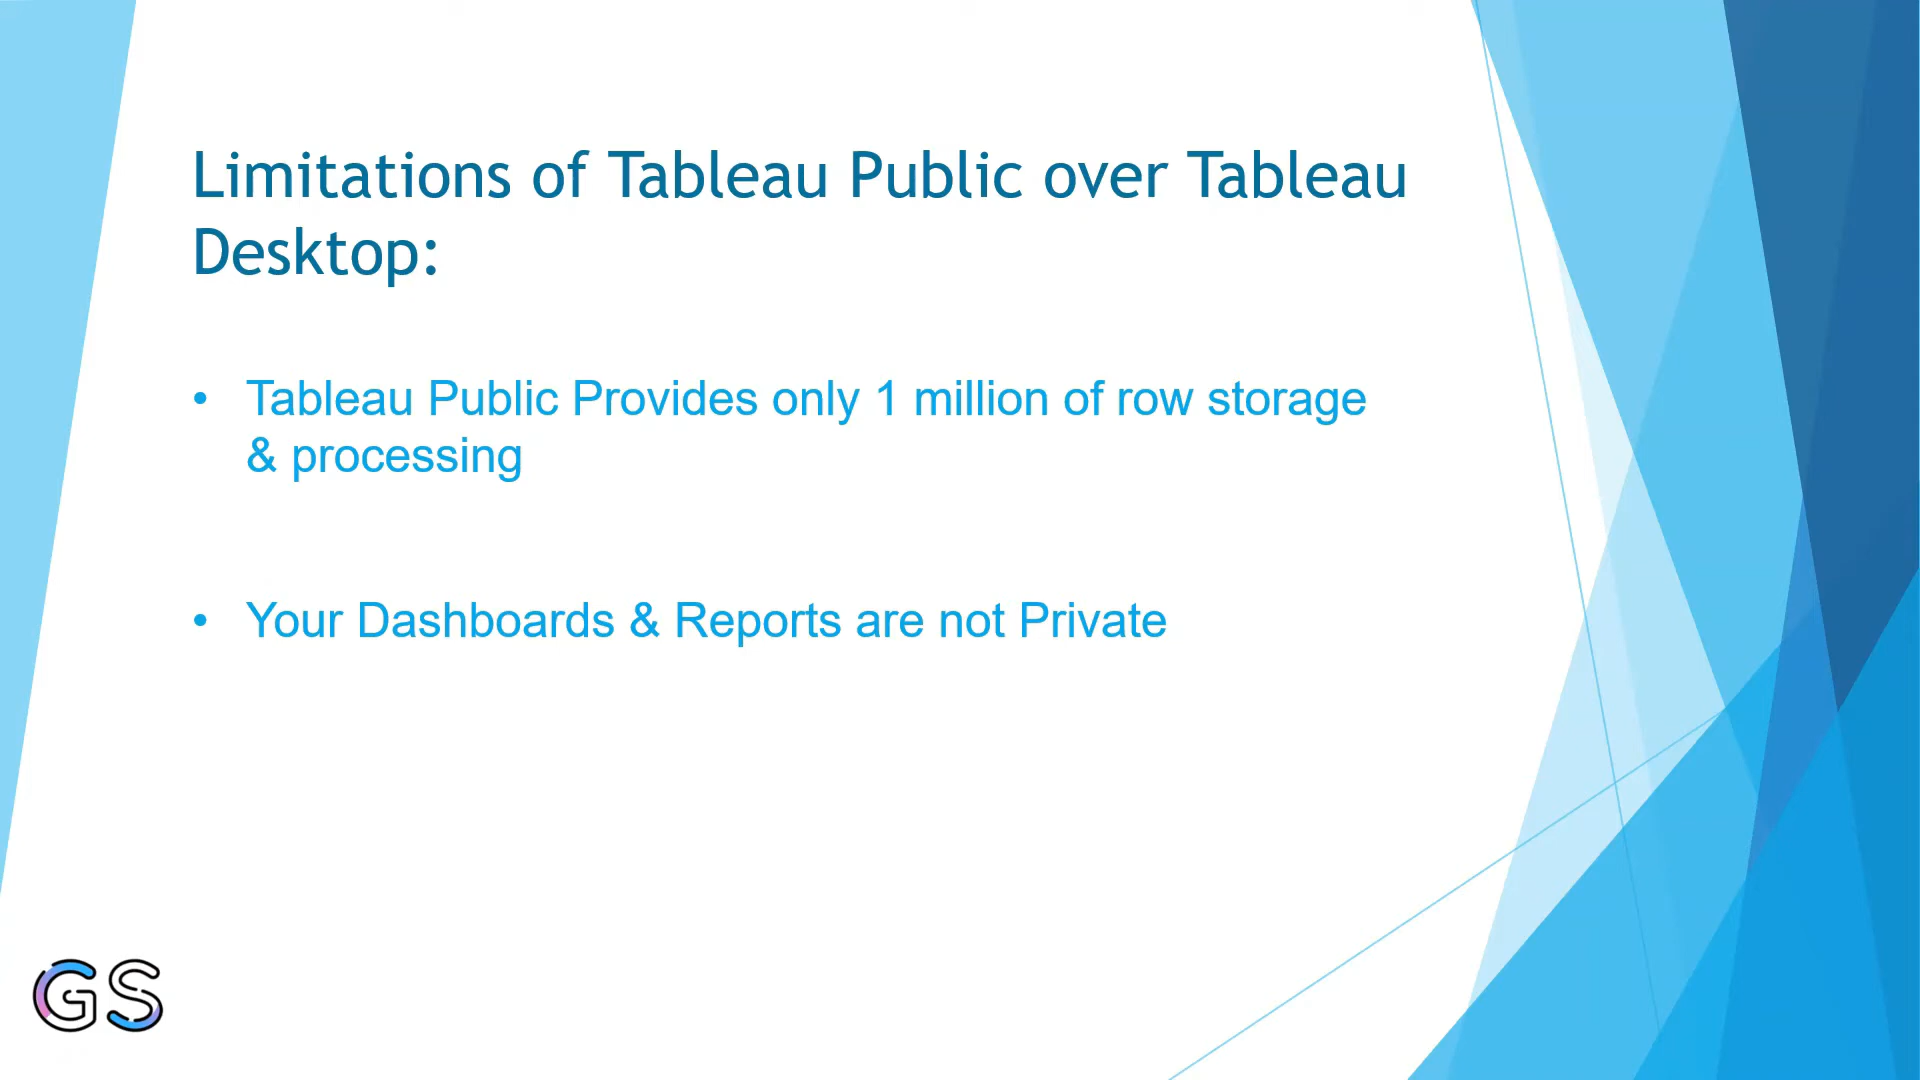 Limitations of Tableau Public over Tableau
Desktop:
• Tableau Public Provides only 1 million of row storage
& processing
• Your Dashboards & Reports are not Private
GS